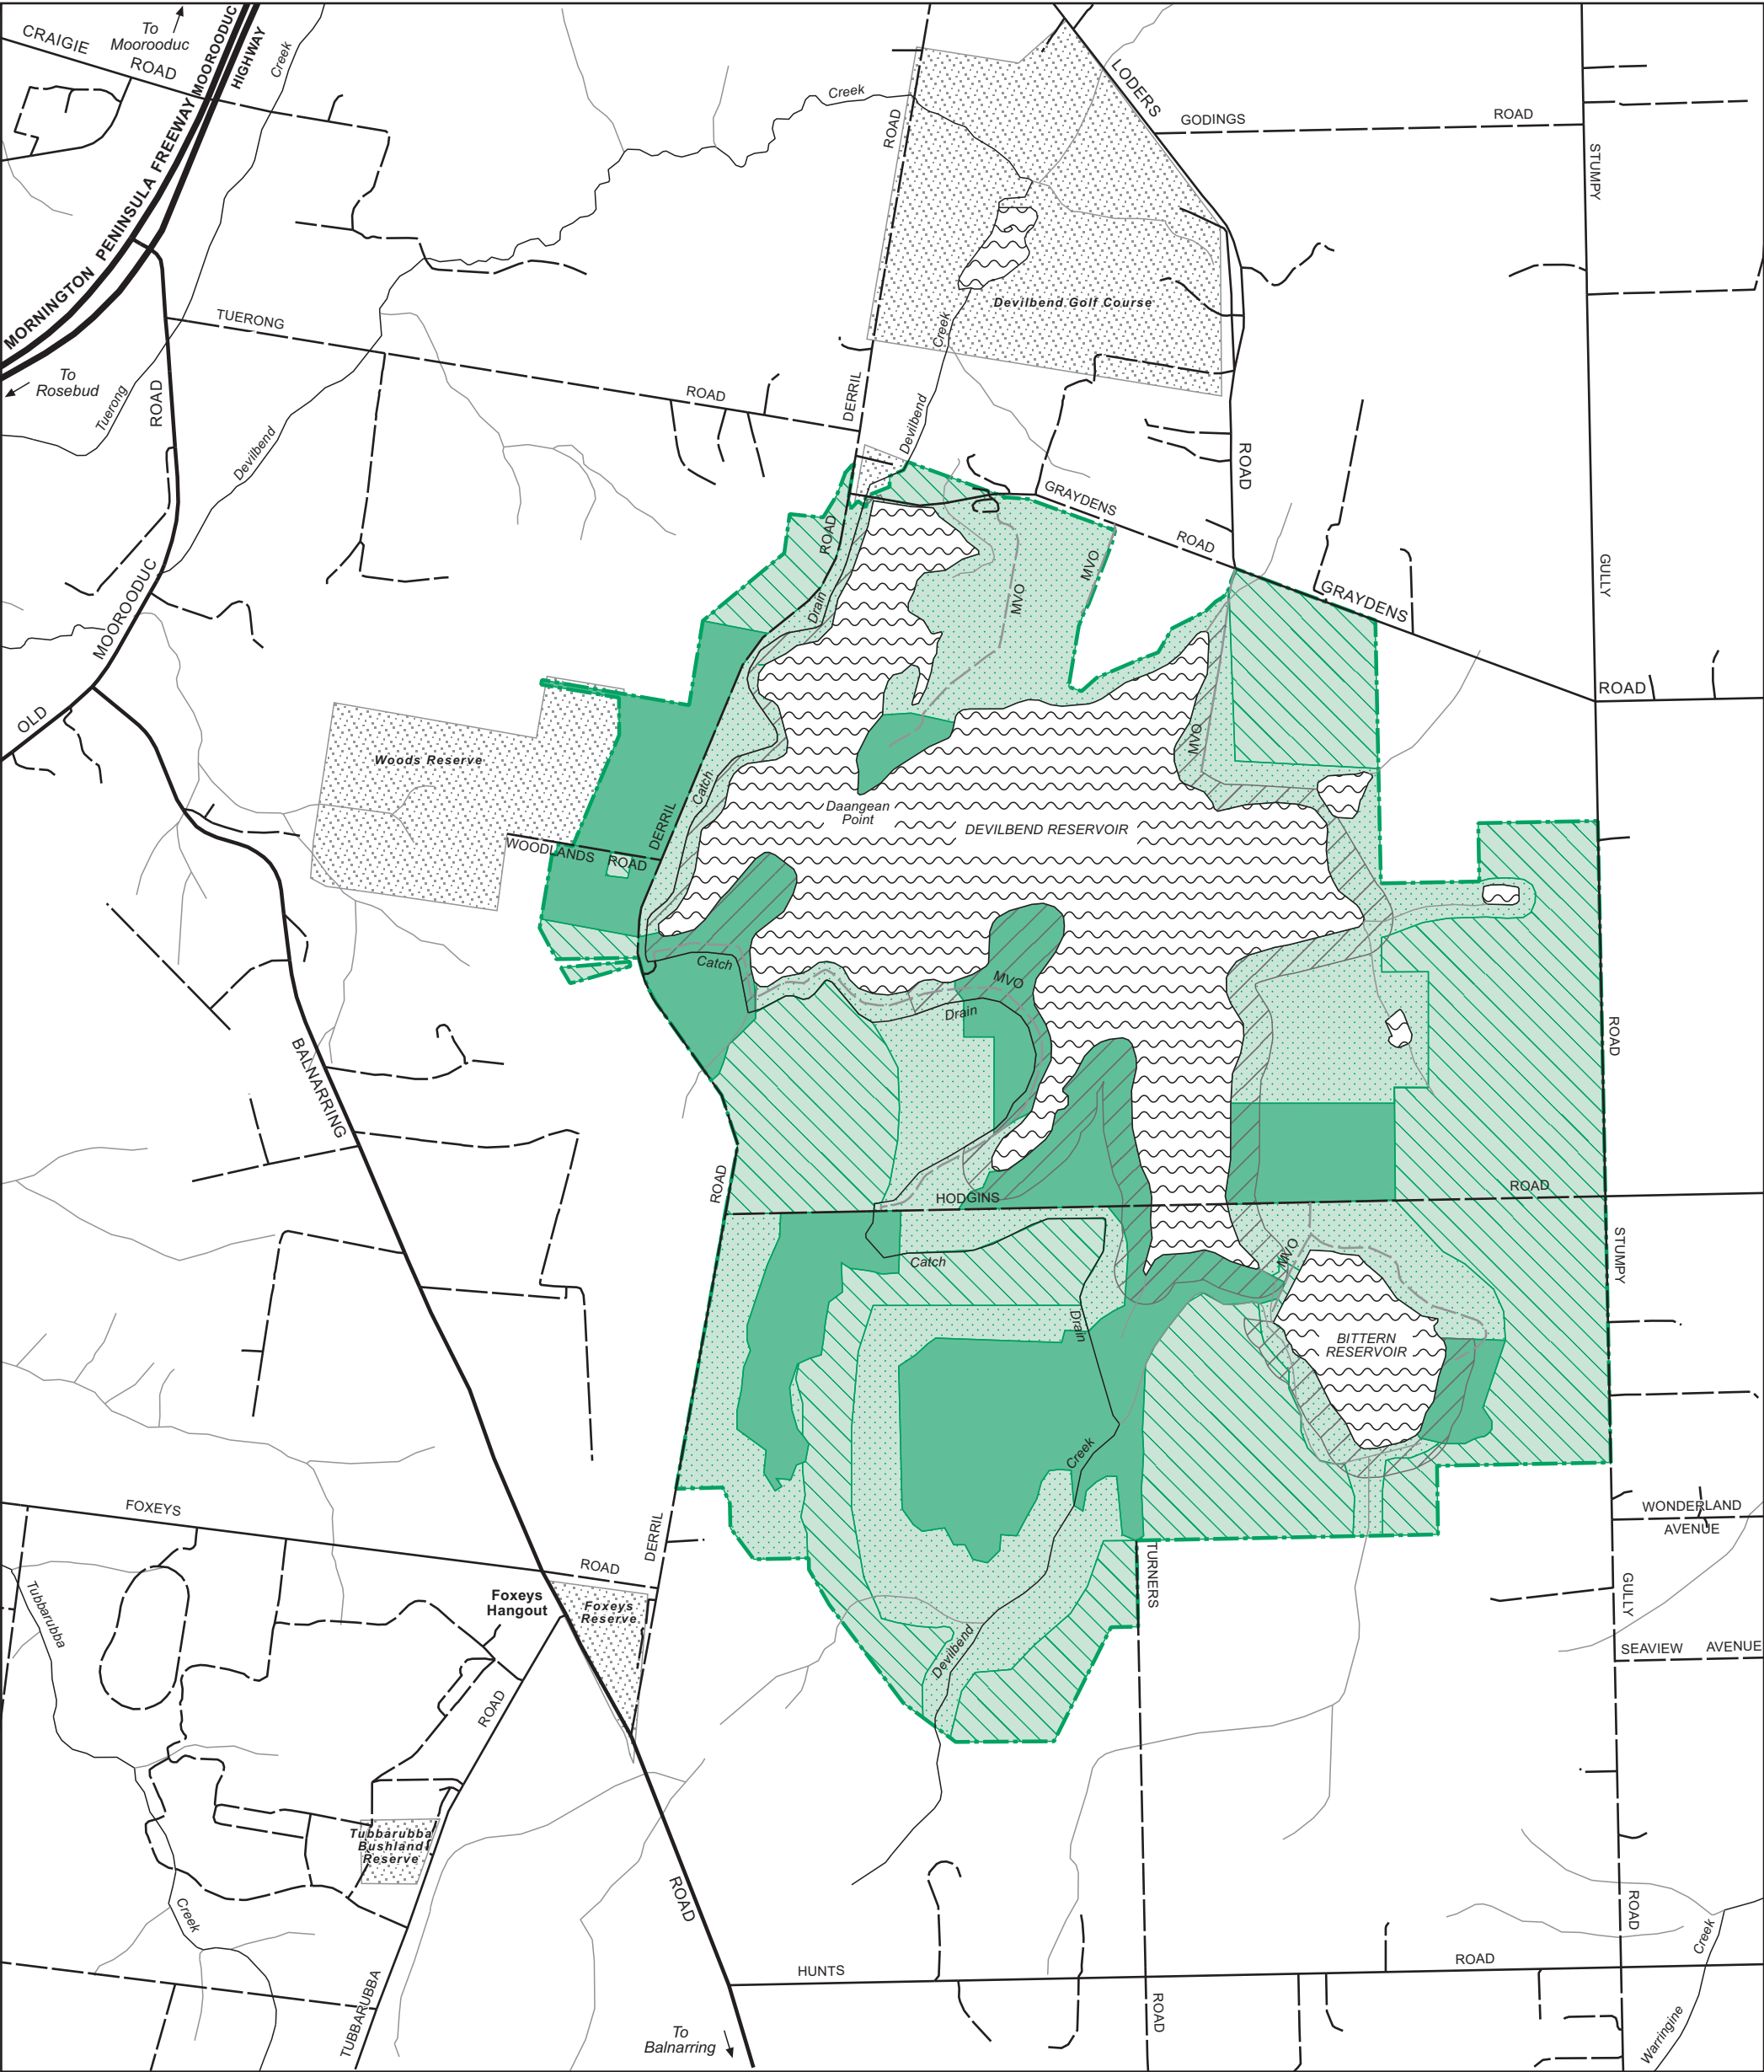 To
Moorooduc
CRAIGIE
ROAD
MORNINGTON PENINSULA FREEWAY
MOOROODUC
HIGHWAY
Creek
Creek
ROAD
LODERS
GODINGS
ROAD
STUMPY
TUERONG
Devilbend Golf Course
Creek
To
Rosebud
Tuerong
ROAD
Devilbend
ROAD
DERRIL
Devilbend
ROAD
GRAYDENS
ROAD
MVO
MVO
ROAD
Drain
GRAYDENS
GULLY
MOOROODUC
OLD
ROAD
Woods Reserve
MVO
Catch
DERRIL
Daangean
Point
DEVILBEND RESERVOIR
WOODLANDS
ROAD
Catch
MVO
Drain
ROAD
BALNARRING
ROAD
HODGINS
ROAD
Catch
MVO
STUMPY
Drain
BITTERN
RESERVOIR
Creek
FOXEYS
WONDERLAND
AVENUE
DERRIL
ROAD
TURNERS
Foxeys
Hangout
Foxeys
Reserve
GULLY
Tubbarubba
Devilbend
SEAVIEW AVENUE
ROAD
Tubbarubba
Bushland
Reserve
Creek
ROAD
ROAD
Creek
HUNTS
ROAD
TUBBARUBBA
ROAD
To
Balnarring
Warringine